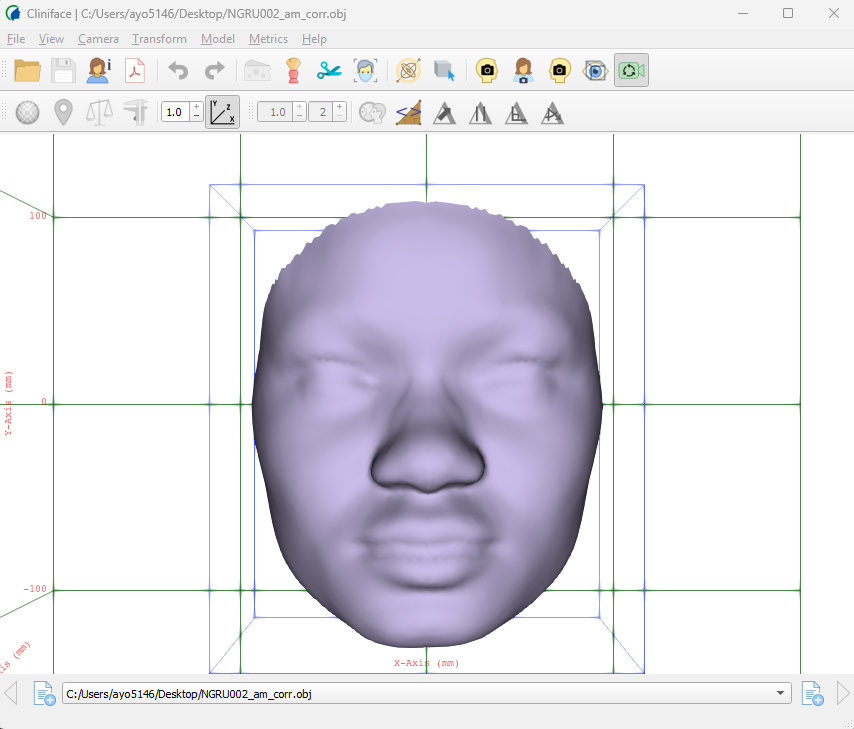 Cliniface | C:/Users/ayo5146/Desktop/NGRU002_am_corr.obj
File View Camera Transform Model Metrics Help
1.0 Y Z X 1.0 2
100
0
Y-Axis (mm)
-100
X-Axis (mm)
(mm)
C:/Users/ayo5146/Desktop/NGRU002_am_corr.obj